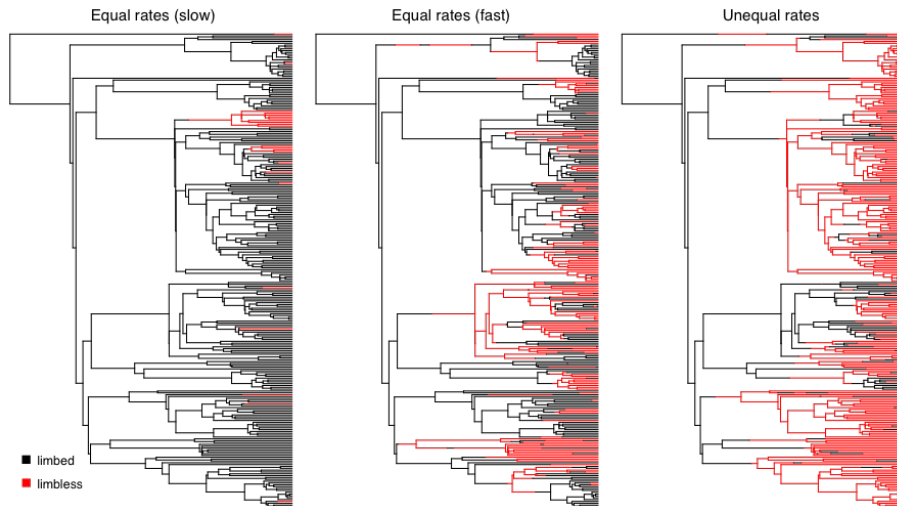 Equal rates (slow)
Equal rates (fast)
Unequal rates
limbed
limbless